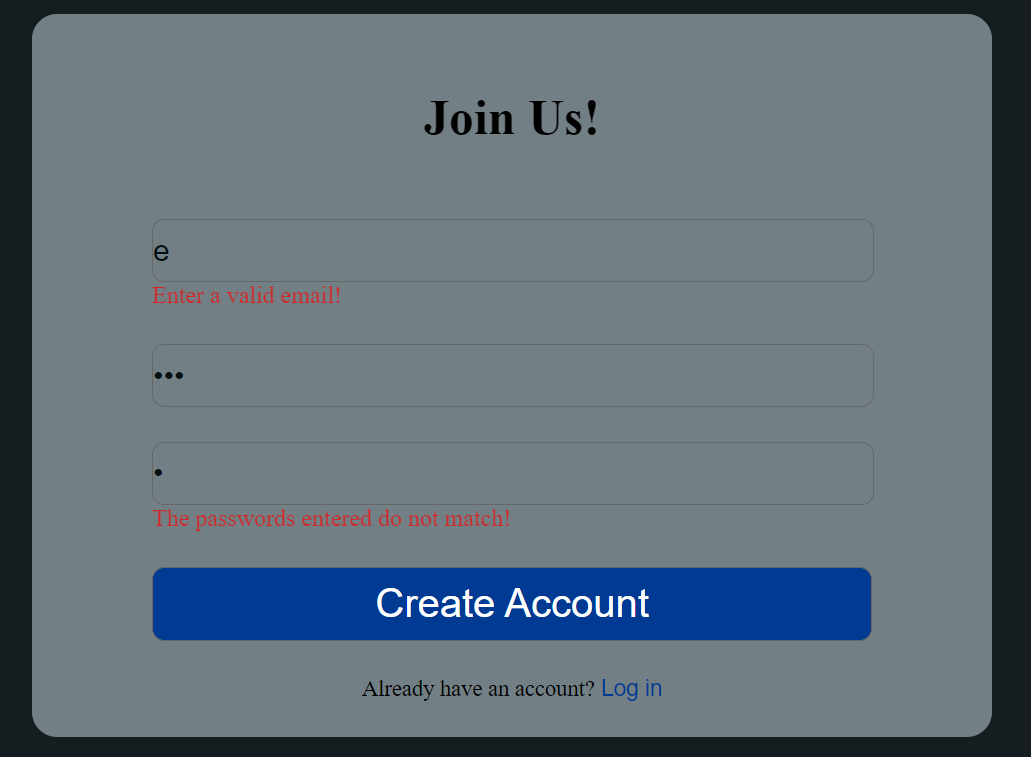 Join Us!
e
Enter a valid email!
•••
•
The passwords entered do not match!
Create Account
Already have an account? Log in